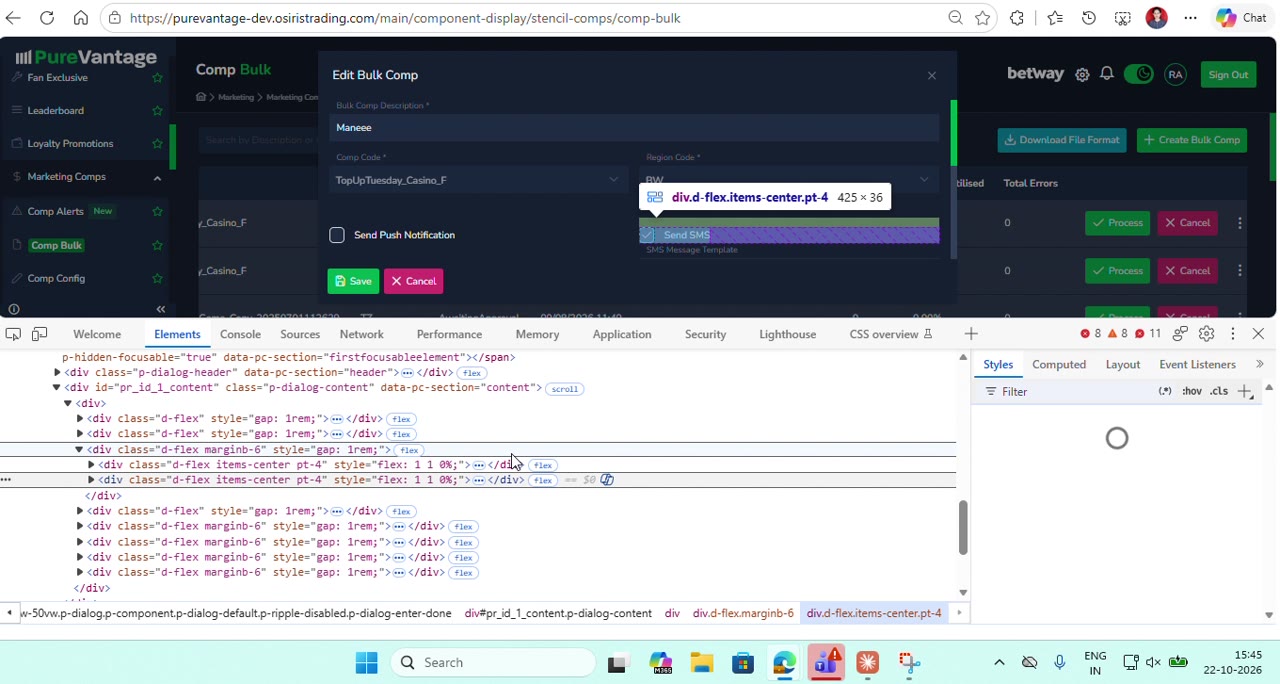 https://purevantage-dev.osiristrading.com/main/component-display/stencil-comps/comp-bulk
Chat
PureVantage
Fan Exclusive
Leaderboard
Loyalty Promotions
Marketing Comps
Comp Alerts New
Comp Bulk
Comp Config
Comp Bulk
Marketing > Marketing Com
Search by Description or
betway
RA
Sign Out
Download File Format
Create Bulk Comp
tilised Total Errors
y_Casino_F 0 Process Cancel
y_Casino_F 0 Process Cancel
Edit Bulk Comp
Bulk Comp Description *
Maneee
Comp Code * Region Code *
TopUpTuesday_Casino_F BW
div.d-flex.items-center.pt-4 425 × 36
Send Push Notification Send SMS
SMS Message Template
Save Cancel
Welcome Elements Console Sources Network Performance Memory Application Security Lighthouse CSS overview 8 8 11
p-hidden-focusable="true" data-pc-section="firstfocusableelement"></span>
<div class="p-dialog-header" data-pc-section="header">…</div> flex
<div id="pr_id_1_content" class="p-dialog-content" data-pc-section="content"> scroll
<div>
<div class="d-flex" style="gap: 1rem;">…</div> flex
<div class="d-flex" style="gap: 1rem;">…</div> flex
<div class="d-flex marginb-6" style="gap: 1rem;"> flex
<div class="d-flex items-center pt-4" style="flex: 1 1 0%;">…</div> flex
<div class="d-flex items-center pt-4" style="flex: 1 1 0%;">…</div> flex == $0
</div>
<div class="d-flex" style="gap: 1rem;">…</div> flex
<div class="d-flex marginb-6" style="gap: 1rem;">…</div> flex
<div class="d-flex marginb-6" style="gap: 1rem;">…</div> flex
<div class="d-flex marginb-6" style="gap: 1rem;">…</div> flex
<div class="d-flex marginb-6" style="gap: 1rem;">…</div> flex
</div>
w-50vw.p-dialog.p-component.p-dialog-default.p-ripple-disabled.p-dialog-enter-done div#pr_id_1_content.p-dialog-content div div.d-flex.marginb-6 div.d-flex.items-center.pt-4
Styles Computed Layout Event Listeners
Filter :hov .cls
Search
M365
ENG
IN
15:45
22-10-2026